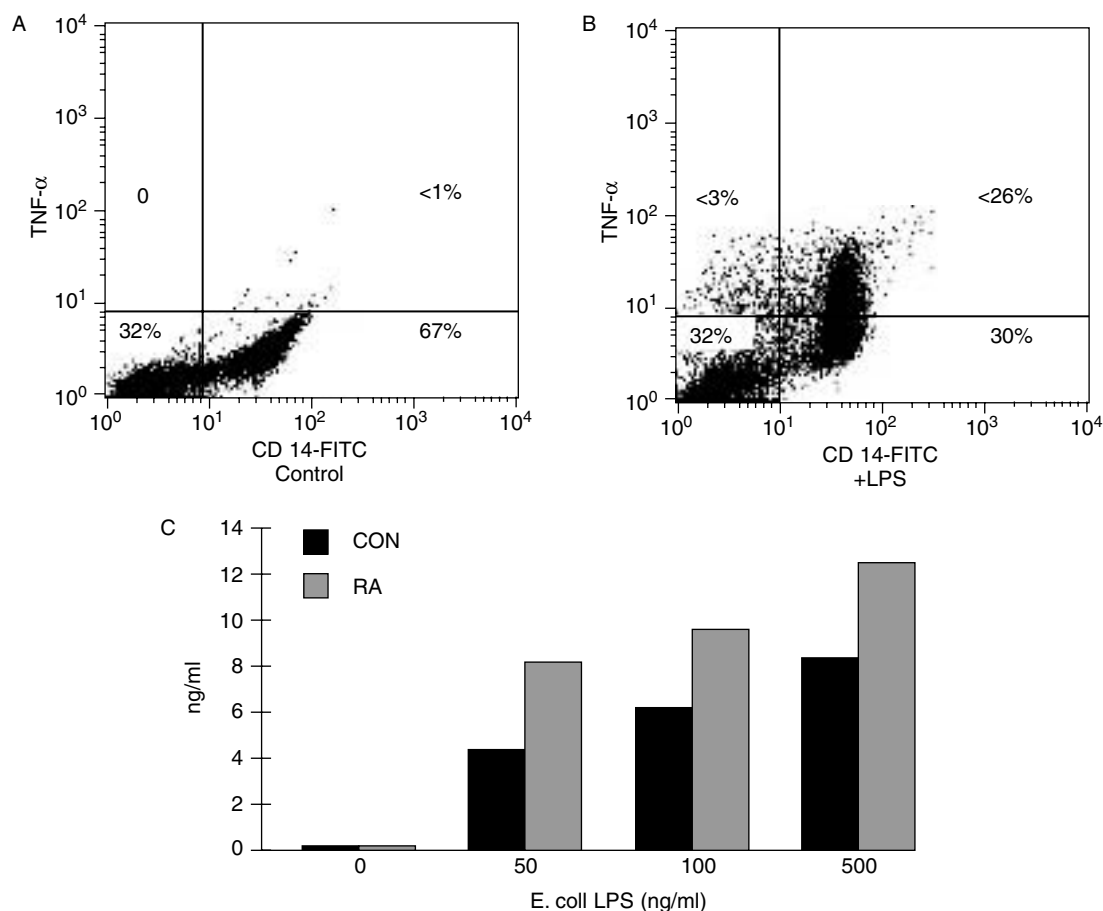 A
TNF-α
10⁴
10³
10²
10¹
10⁰
0
<1%
32%
67%
10⁰ 10¹ 10² 10³ 10⁴
CD 14-FITC
Control
B
TNF-α
10⁴
10³
10²
10¹
10⁰
<3%
<26%
32%
30%
10⁰ 10¹ 10² 10³ 10⁴
CD 14-FITC
+LPS
C
ng/ml
14
12
10
8
6
4
2
0
CON
RA
0 50 100 500
E. coll LPS (ng/ml)